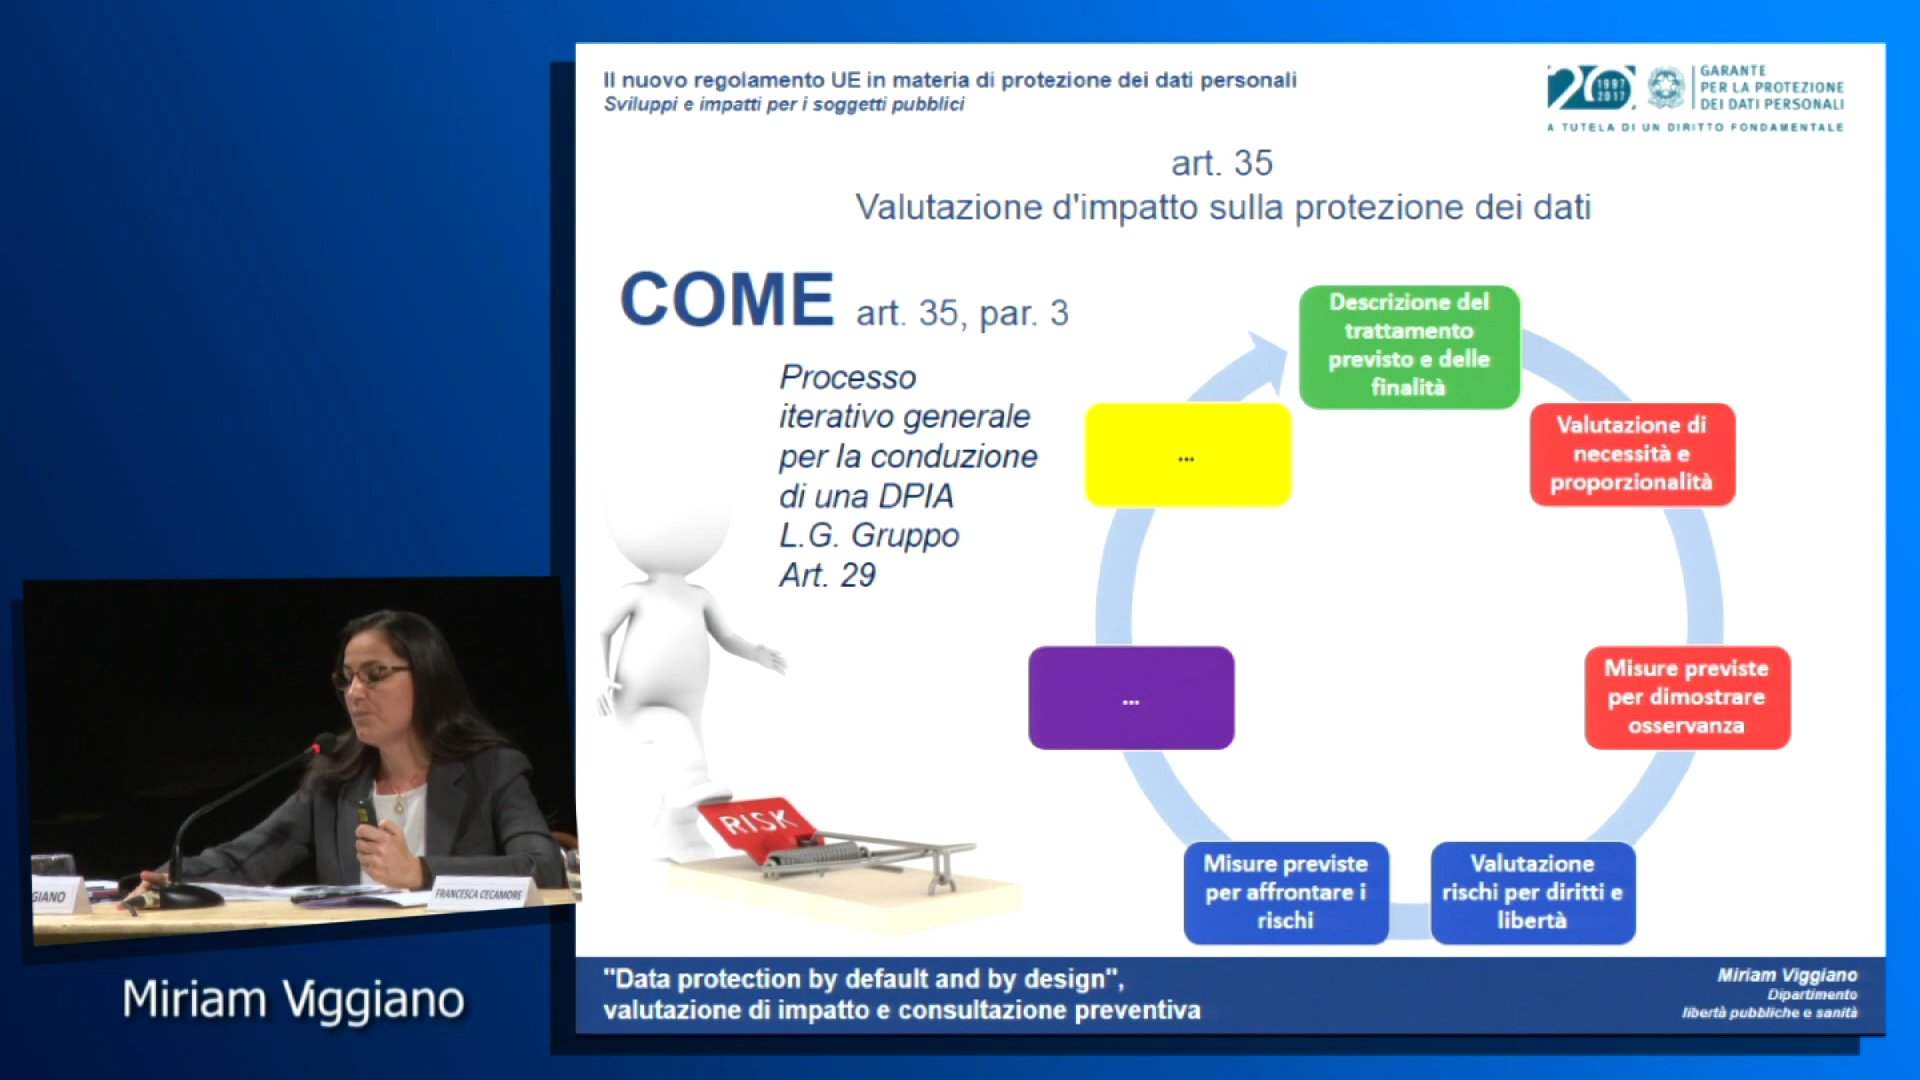 Il nuovo regolamento UE in materia di protezione dei dati personali
Sviluppi e impatti per i soggetti pubblici
20
1997
2017
GARANTE
PER LA PROTEZIONE
DEI DATI PERSONALI
A TUTELA DI UN DIRITTO FONDAMENTALE
art. 35
Valutazione d'impatto sulla protezione dei dati
COME art. 35, par. 3
Processo
iterativo generale
per la conduzione
di una DPIA
L.G. Gruppo
Art. 29
Descrizione del
trattamento
previsto e delle
finalità
Valutazione di
necessità e
proporzionalità
Misure previste
per dimostrare
osservanza
Valutazione
rischi per diritti e
libertà
Misure previste
per affrontare i
rischi
...
...
RISK
GIANO
FRANCESCA CECAMORE
Miriam Viggiano
"Data protection by default and by design",
valutazione di impatto e consultazione preventiva
Miriam Viggiano
Dipartimento
libertà pubbliche e sanità